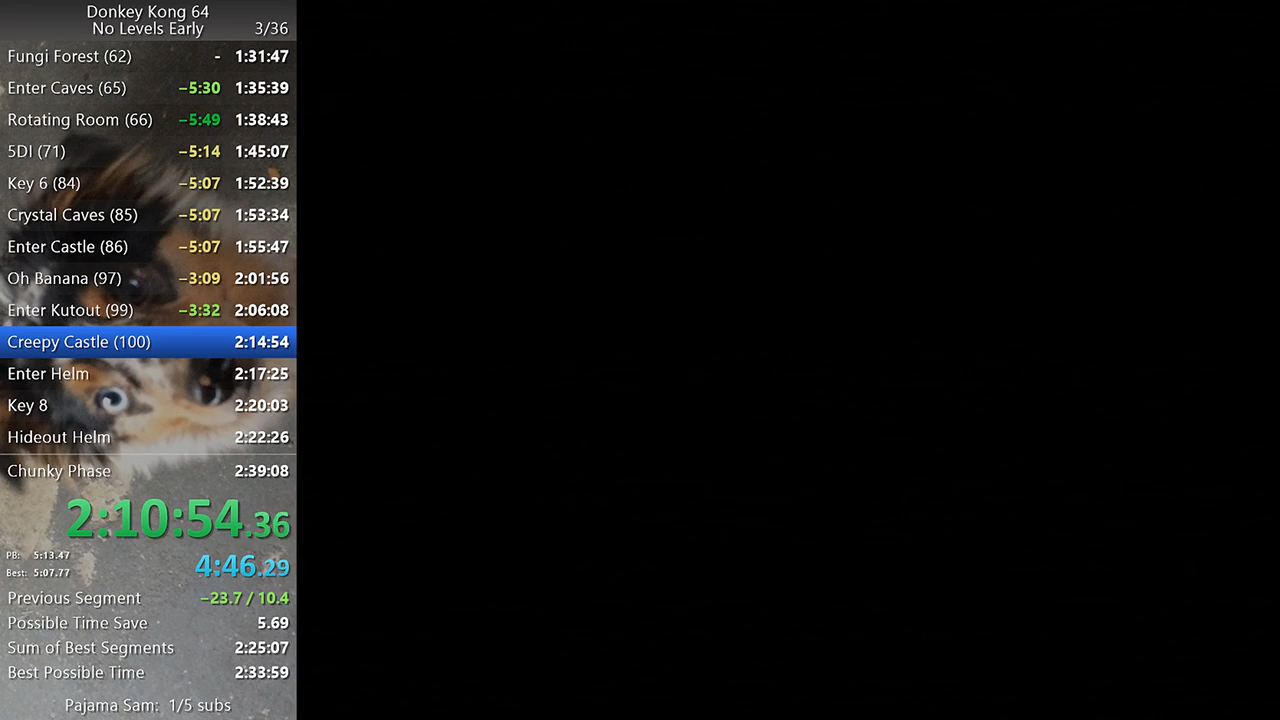 Donkey Kong 64
No Levels Early 3/36
Fungi Forest (62) - 1:31:47
Enter Caves (65) −5:30 1:35:39
Rotating Room (66) −5:49 1:38:43
5DI (71) −5:14 1:45:07
Key 6 (84) −5:07 1:52:39
Crystal Caves (85) −5:07 1:53:34
Enter Castle (86) −5:07 1:55:47
Oh Banana (97) −3:09 2:01:56
Enter Kutout (99) −3:32 2:06:08
Creepy Castle (100) 2:14:54
Enter Helm 2:17:25
Key 8 2:20:03
Hideout Helm 2:22:26
Chunky Phase 2:39:08
2:10:54.36
PB: 5:13.47
4:46.29
Best: 5:07.77
Previous Segment −23.7 / 10.4
Possible Time Save 5.69
Sum of Best Segments 2:25:07
Best Possible Time 2:33:59
Pajama Sam: 1/5 subs